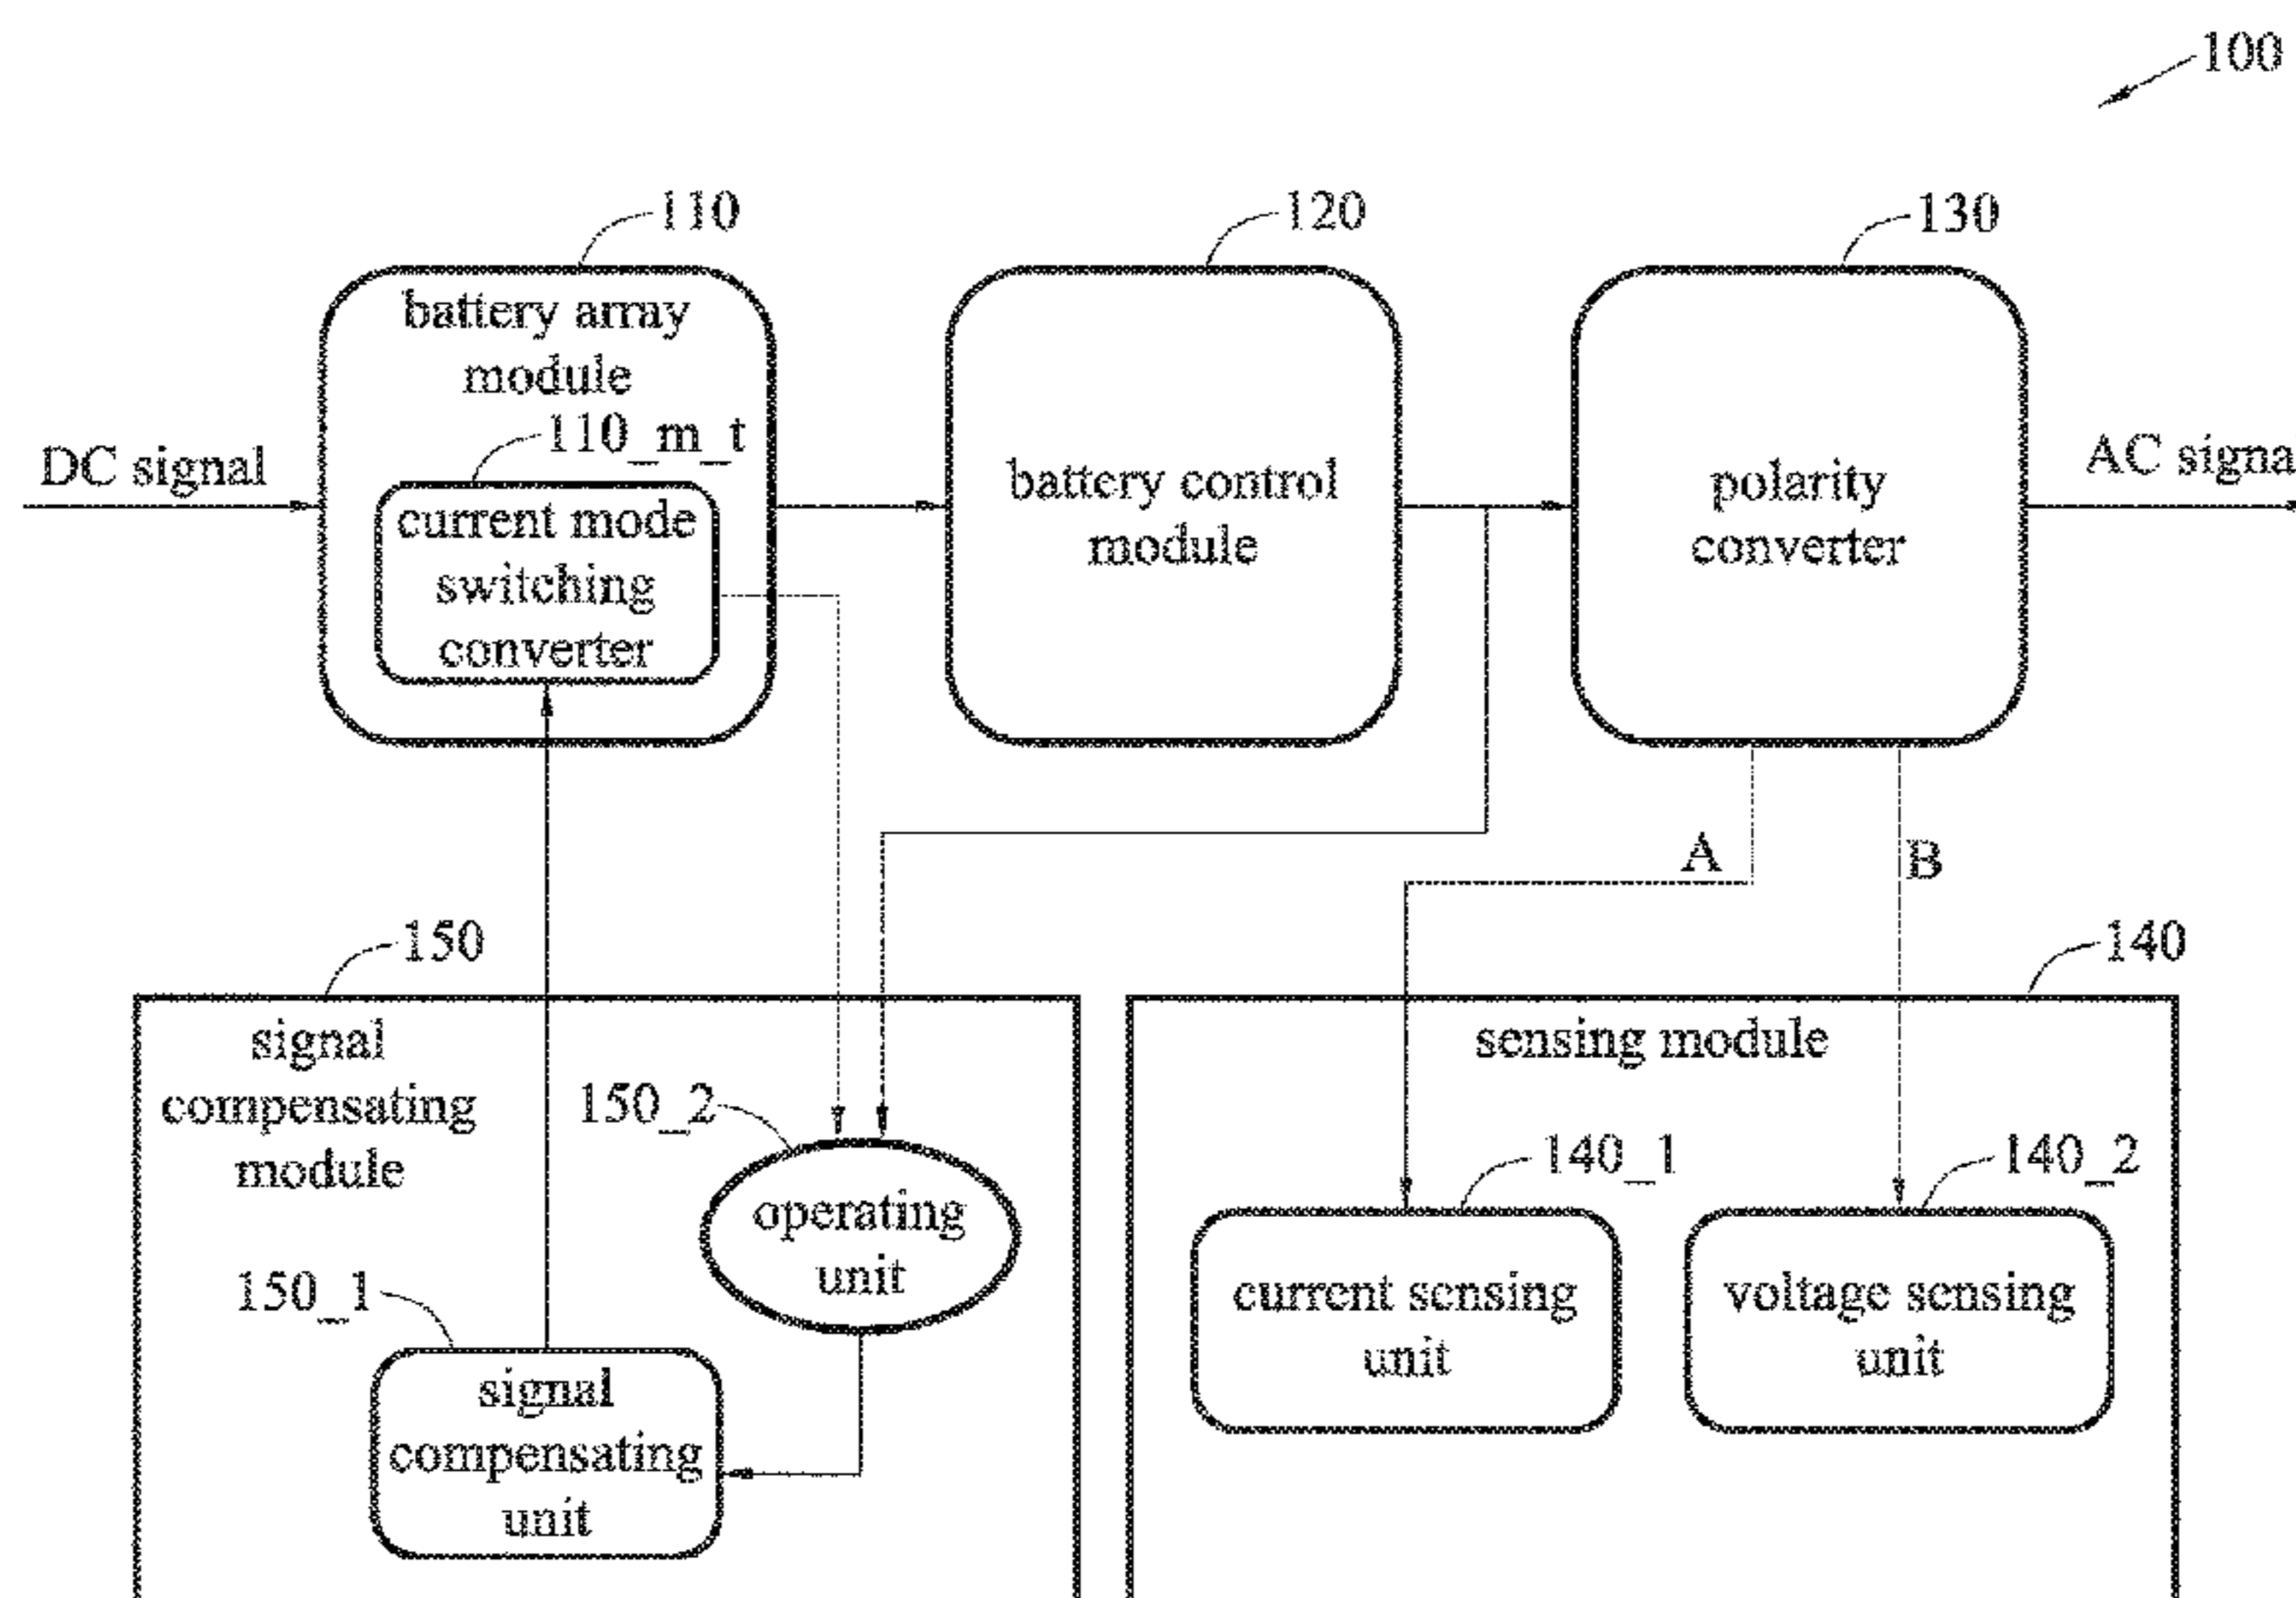 100
110
120
130
battery array
module
110_m_t
DC signal
current mode
switching
converter
battery control
module
polarity
converter
AC signa
A
B
150
140
signal
compensating
module
sensing module
150_2
140_1
140_2
operating
unit
current sensing
unit
voltage sensing
unit
150_1
signal
compensating
unit